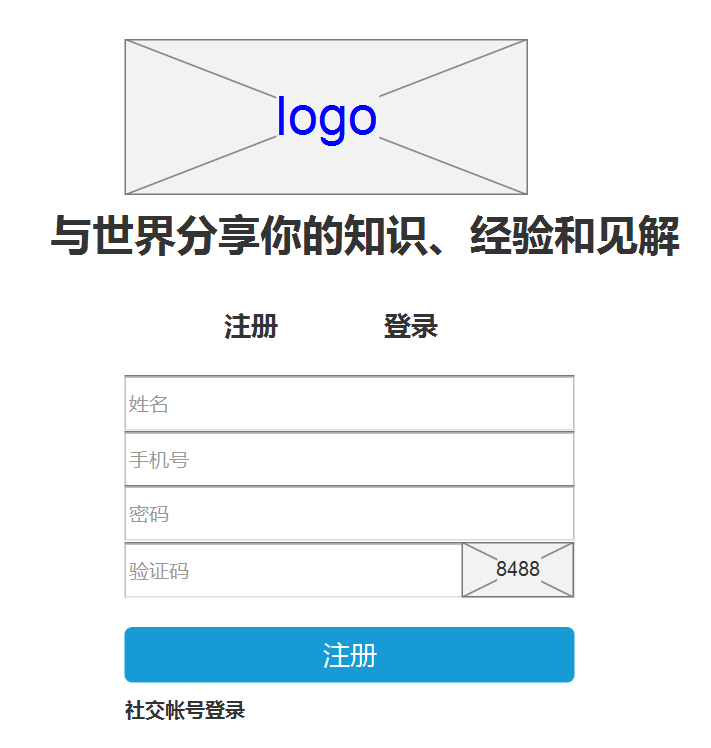 logo
与世界分享你的知识、经验和见解
注册 登录
姓名
手机号
密码
验证码 8488
注册
社交帐号登录